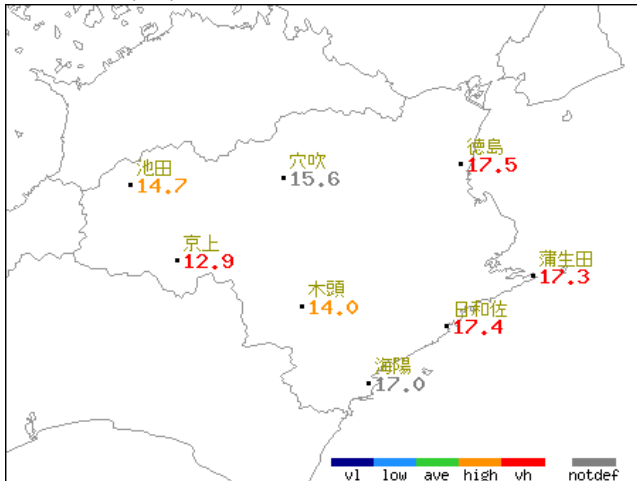 徳島
17.5
穴吹
15.6
池田
14.7
京上
12.9
蒲生田
17.3
木頭
14.0
日和佐
17.4
海陽
17.0
vl low ave high vh notdef